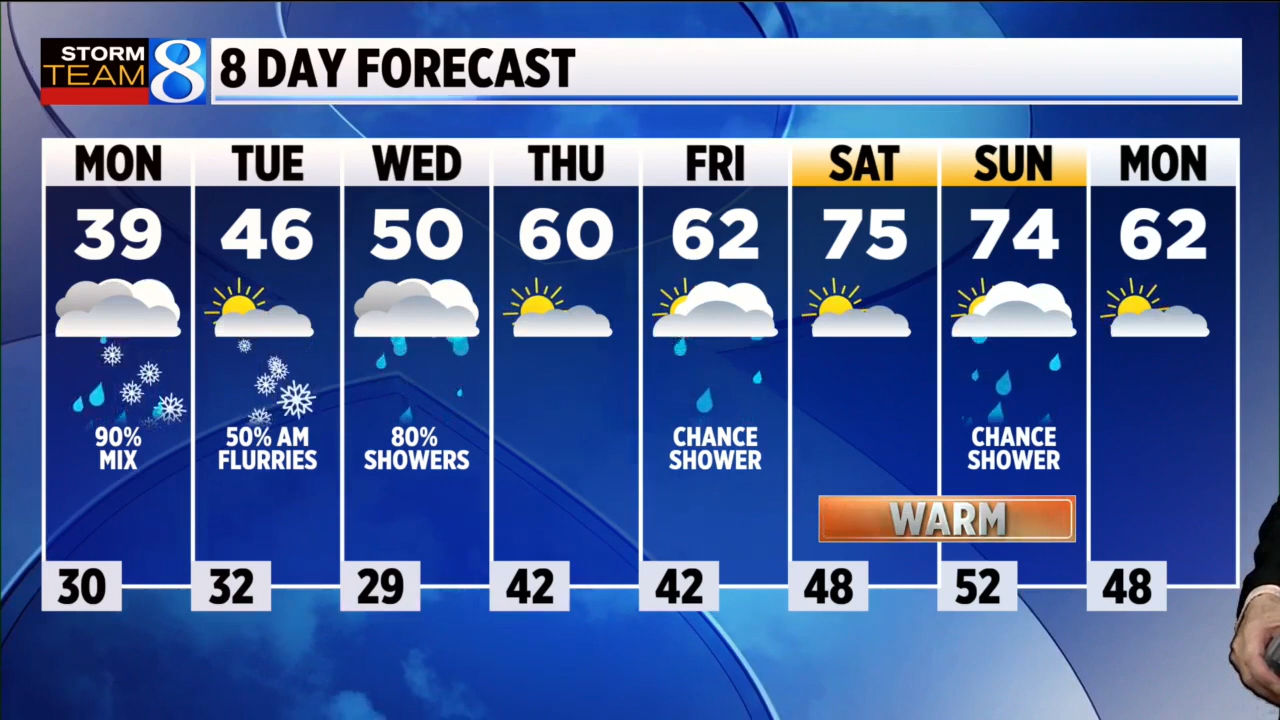 STORM
TEAM 8
8 DAY FORECAST
MON TUE WED THU FRI SAT SUN MON
39 46 50 60 62 75 74 62
90% MIX
50% AM FLURRIES
80% SHOWERS
CHANCE SHOWER
CHANCE SHOWER
WARM
30 32 29 42 42 48 52 48